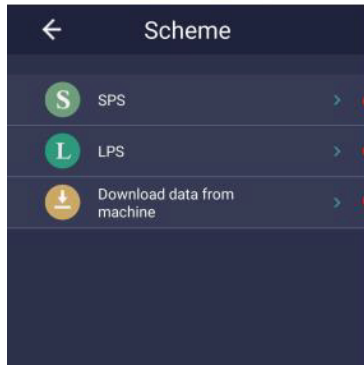 Scheme
S SPS
L LPS
Download data from
machine